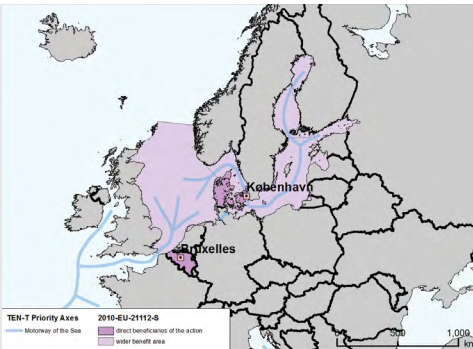 København
Bruxelles
TEN-T Priority Axes
Motorway of the Sea
2010-EU-21112-S
direct beneficiaries of the action
wider benefit area
500
1,000
km